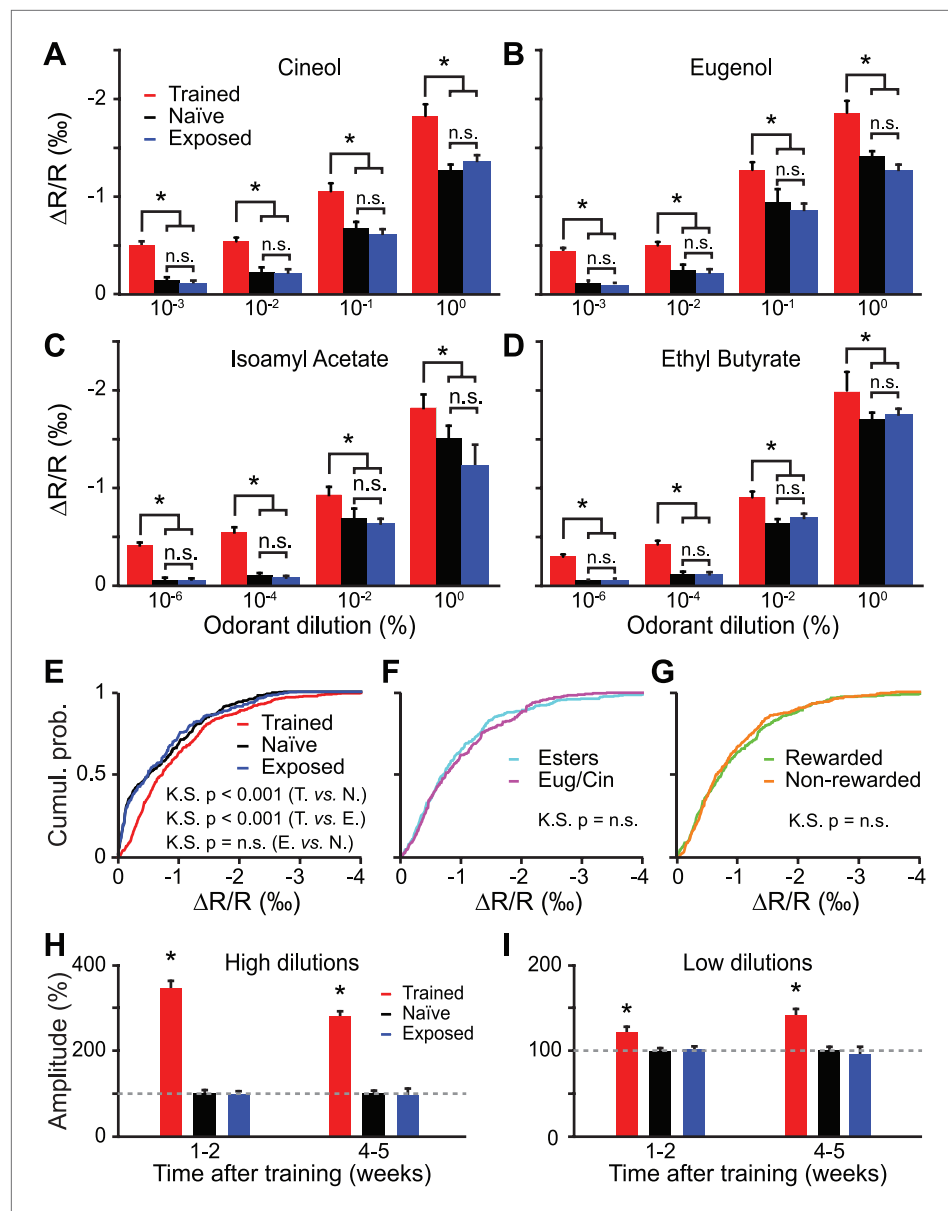 A
Cineol
Trained
Naïve
Exposed
ΔR/R (‰)
-2
-1
0
*
n.s.
*
n.s.
*
n.s.
*
n.s.
10⁻³ 10⁻² 10⁻¹ 10⁰
B
Eugenol
*
n.s.
*
n.s.
*
n.s.
*
n.s.
10⁻³ 10⁻² 10⁻¹ 10⁰
C
Isoamyl Acetate
ΔR/R (‰)
-2
-1
0
*
n.s.
*
n.s.
*
n.s.
*
n.s.
10⁻⁶ 10⁻⁴ 10⁻² 10⁰
Odorant dilution (%)
D
Ethyl Butyrate
*
n.s.
*
n.s.
*
n.s.
*
n.s.
10⁻⁶ 10⁻⁴ 10⁻² 10⁰
Odorant dilution (%)
E
Cumul. prob.
1
0.5
0
Trained
Naïve
Exposed
K.S. p < 0.001 (T. vs. N.)
K.S. p < 0.001 (T. vs. E.)
K.S. p = n.s. (E. vs. N.)
0 -1 -2 -3 -4
ΔR/R (‰)
F
Esters
Eug/Cin
K.S. p = n.s.
0 -1 -2 -3 -4
ΔR/R (‰)
G
Rewarded
Non-rewarded
K.S. p = n.s.
0 -1 -2 -3 -4
ΔR/R (‰)
H
High dilutions
Amplitude (%)
400
200
0
*
*
Trained
Naïve
Exposed
1-2 4-5
Time after training (weeks)
I
Low dilutions
200
100
0
*
*
1-2 4-5
Time after training (weeks)